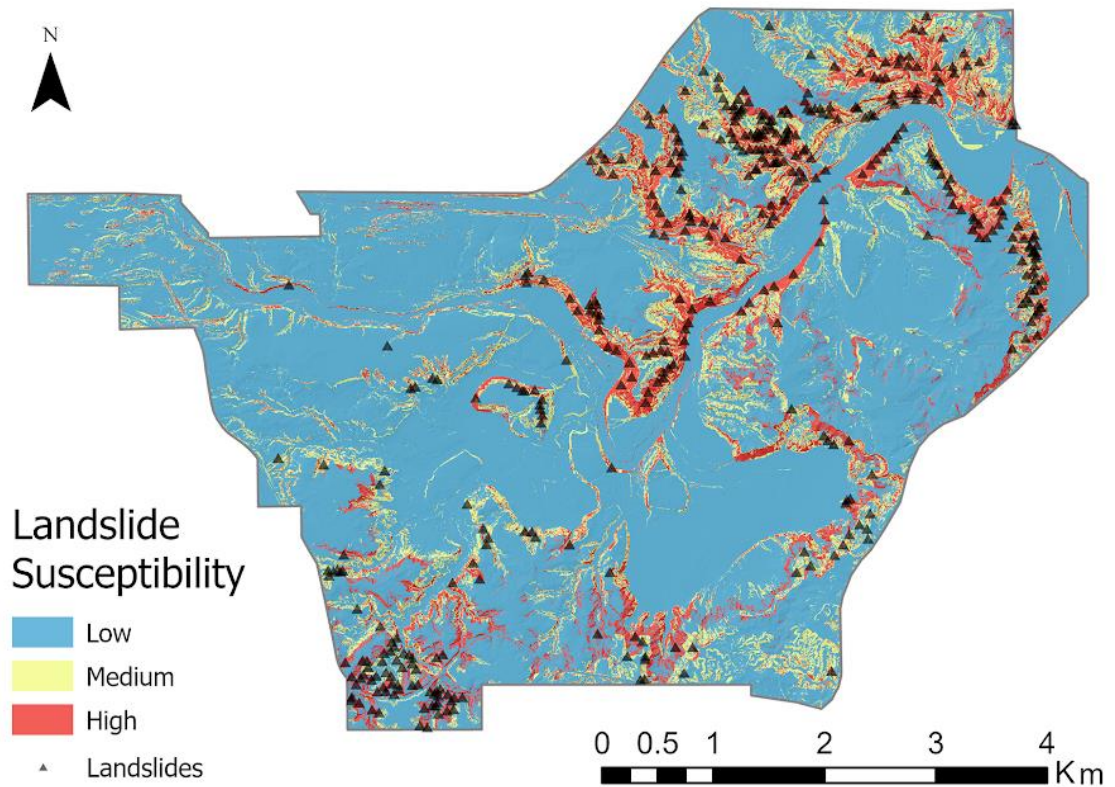 N
Landslide
Susceptibility
Low
Medium
High
Landslides
0 0.5 1 2 3 4
Km